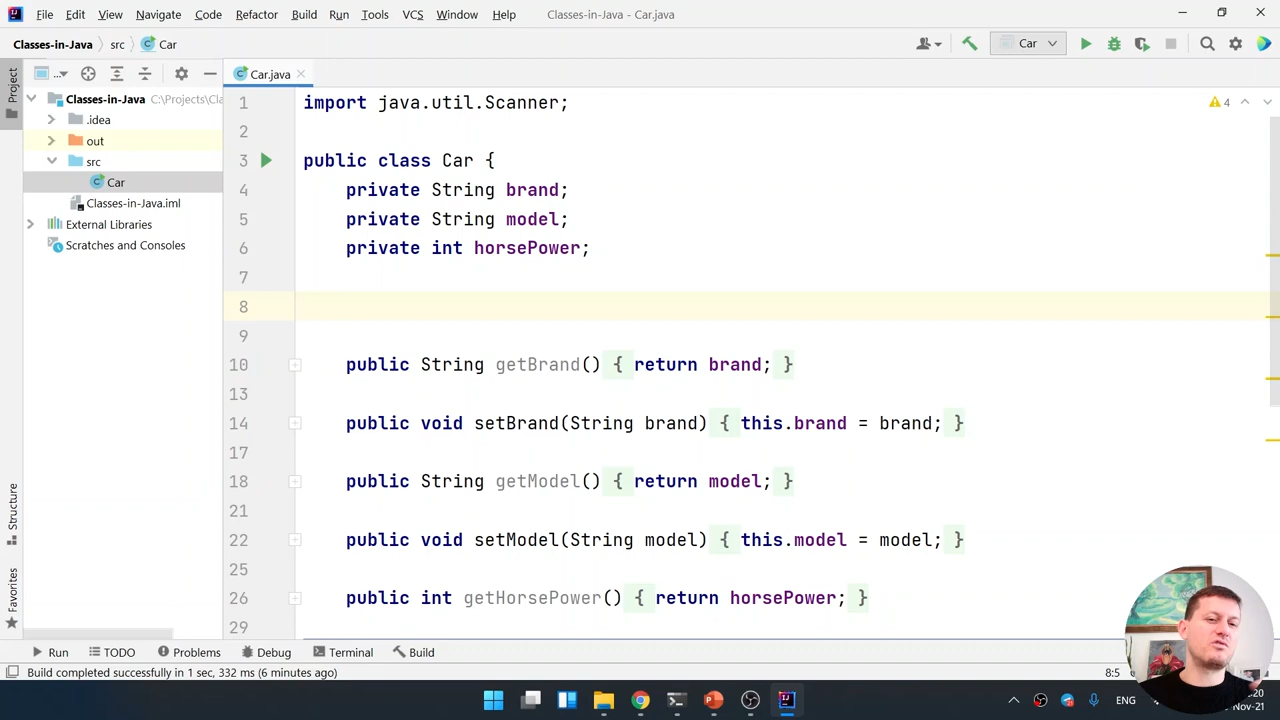 File Edit View Navigate Code Refactor Build Run Tools VCS Window Help Classes-in-Java - Car.java
Classes-in-Java src Car Car
Project
...
Car.java
Classes-in-Java C:\Projects\Cla
.idea
out
src
Car
Classes-in-Java.iml
External Libraries
Scratches and Consoles
4
1 import java.util.Scanner;
2
3 public class Car {
4 private String brand;
5 private String model;
6 private int horsePower;
7
8
9
10 public String getBrand() { return brand; }
13
14 public void setBrand(String brand) { this.brand = brand; }
17
18 public String getModel() { return model; }
21
22 public void setModel(String model) { this.model = model; }
25
26 public int getHorsePower() { return horsePower; }
29
Structure
Favorites
Run TODO Problems Debug Terminal Build
Build completed successfully in 1 sec, 332 ms (6 minutes ago) 8:5
ENG